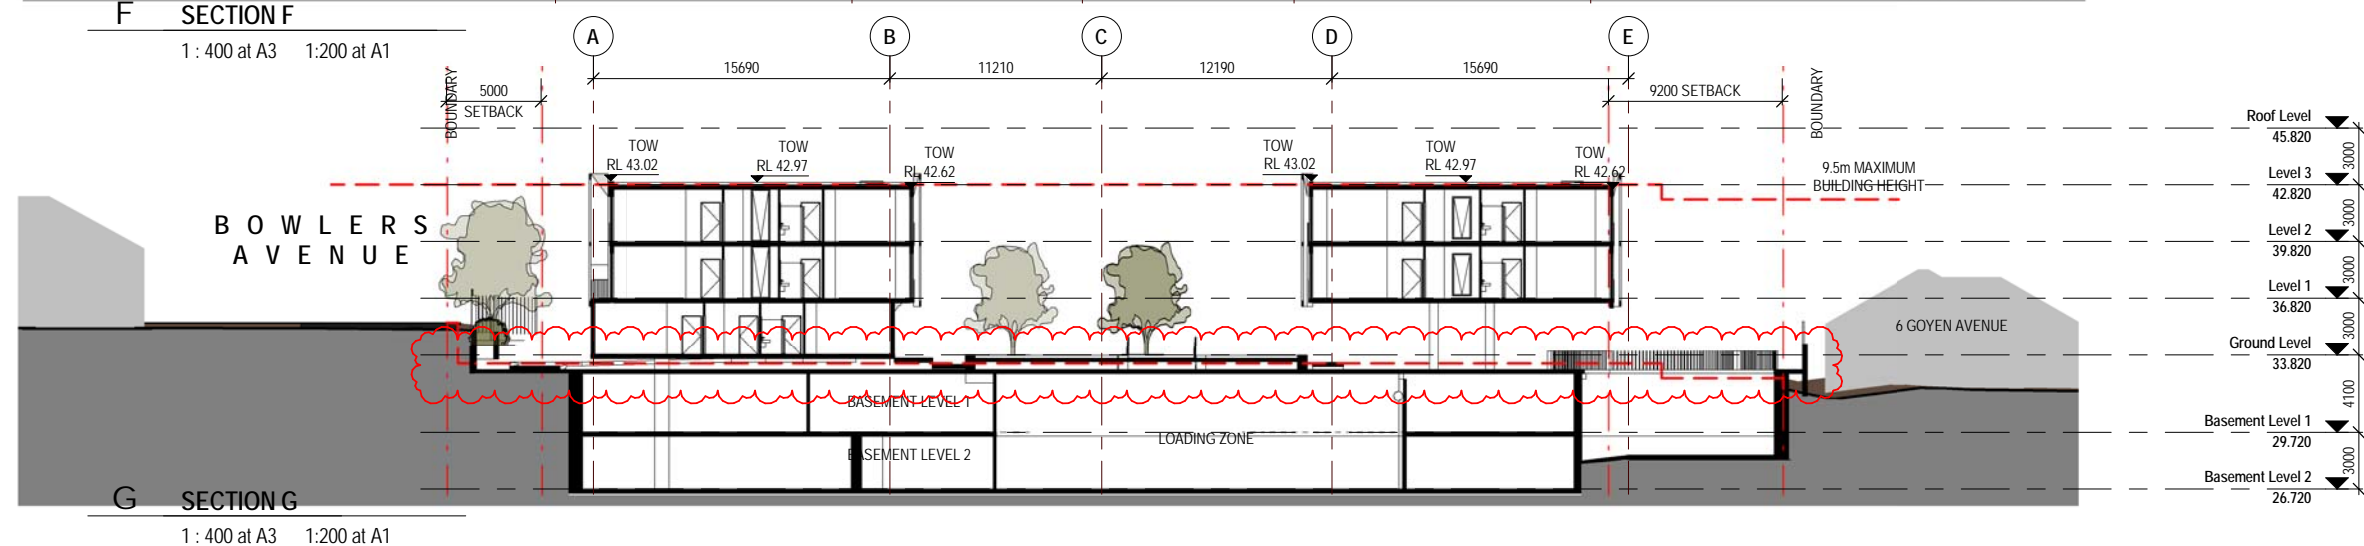 F SECTION F
1 : 400 at A3 1:200 at A1
A B C D E
15690 11210 12190 15690
BOUNDARY
5000
SETBACK
9200 SETBACK
BOUNDARY
Roof Level
45.820
3000
TOW
RL 43.02
TOW
RL 42.97
TOW
RL 42.62
TOW
RL 43.02
TOW
RL 42.97
TOW
RL 42.62
9.5m MAXIMUM
BUILDING HEIGHT
Level 3
42.820
3000
BOWLERS
AVENUE
Level 2
39.820
3000
Level 1
36.820
3000
6 GOYEN AVENUE
Ground Level
33.820
4100
BASEMENT LEVEL 1
Basement Level 1
29.720
LOADING ZONE
3000
BASEMENT LEVEL 2
Basement Level 2
26.720
G SECTION G
1 : 400 at A3 1:200 at A1